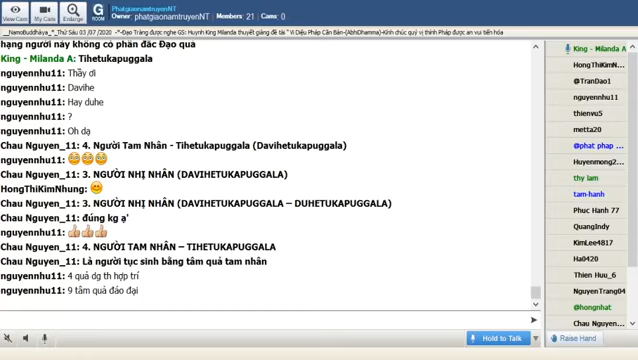 Phatgiaonamtruyen
Owner: phatgiaonamtruyenNT | Members: 21 | Cams: 0
View Cam
My Cam
Enlarge
G
ROOM
___NanoBuddhāya_* _Thứ Sáu 03 /07 /2020 -*-Đạo Tràng được nghe GS: Huynh King Milanda thuyết giảng đề tài " Vi Diệu Pháp Căn Bản-(AbhiDhamma)-Kính chúc quý vị thính Pháp được an vui tiến hóa
hạng người này không có phần đắc Đạo quả
King - Milanda A: Tihetukapuggala
nguyennhu11: Thầy ơi
nguyennhu11: Davihe
nguyennhu11: Hay duhe
nguyennhu11: ?
nguyennhu11: Oh dạ
Chau Nguyen_11: 4. Người Tam Nhân - Tihetukapuggala (Davihetukapuggala)
nguyennhu11:
Chau Nguyen_11: 3. NGƯỜI NHỊ NHÂN (DAVIHETUKAPUGGALA)
HongThiKimNhung:
Chau Nguyen_11: 3. NGƯỜI NHỊ NHÂN (DAVIHETUKAPUGGALA – DUHETUKAPUGGALA)
Chau Nguyen_11: đúng kg ạ'
nguyennhu11:
Chau Nguyen_11: 4. NGƯỜI TAM NHÂN – TIHETUKAPUGGALA
Chau Nguyen_11: Là người tục sinh bằng tâm quả tam nhân
nguyennhu11: 4 quả dg th hợp trí
nguyennhu11: 9 tâm quả đáo đại
Hold to Talk
King - Milanda A
HongThiKimN...
@TranDao1
nguyennhu11
thienvu5
metta20
@phat phap ...
Huyenmong2...
thy lam
tam-hanh
Phuc Hanh 77
QuangIndy
KimLee4817
Ha0420
Thien Huu_6
NguyenTrang04
@hongnhat
Chau Nguyen...
Raise Hand